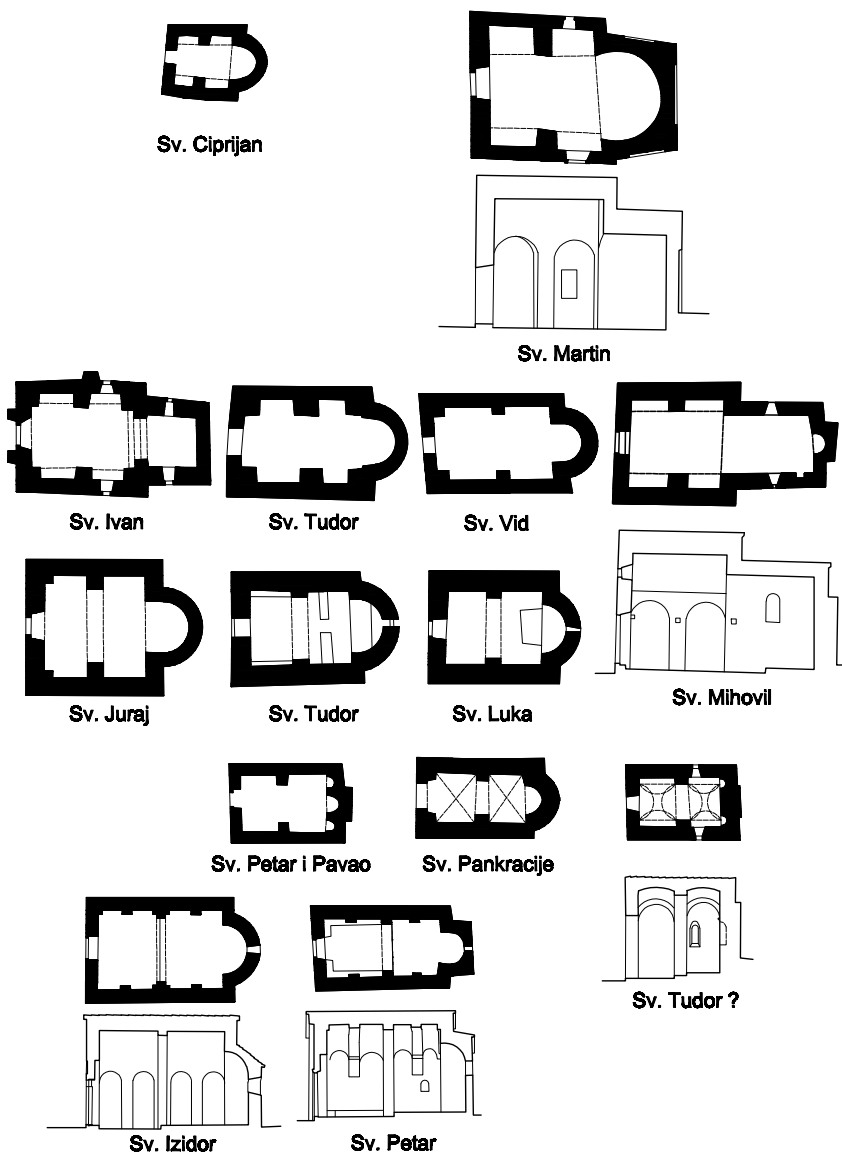 Sv. Ciprijan
Sv. Martin
Sv. Ivan
Sv. Tudor
Sv. Vid
Sv. Juraj
Sv. Tudor
Sv. Luka
Sv. Mihovil
Sv. Petar i Pavao
Sv. Pankracije
Sv. Tudor ?
Sv. Izidor
Sv. Petar